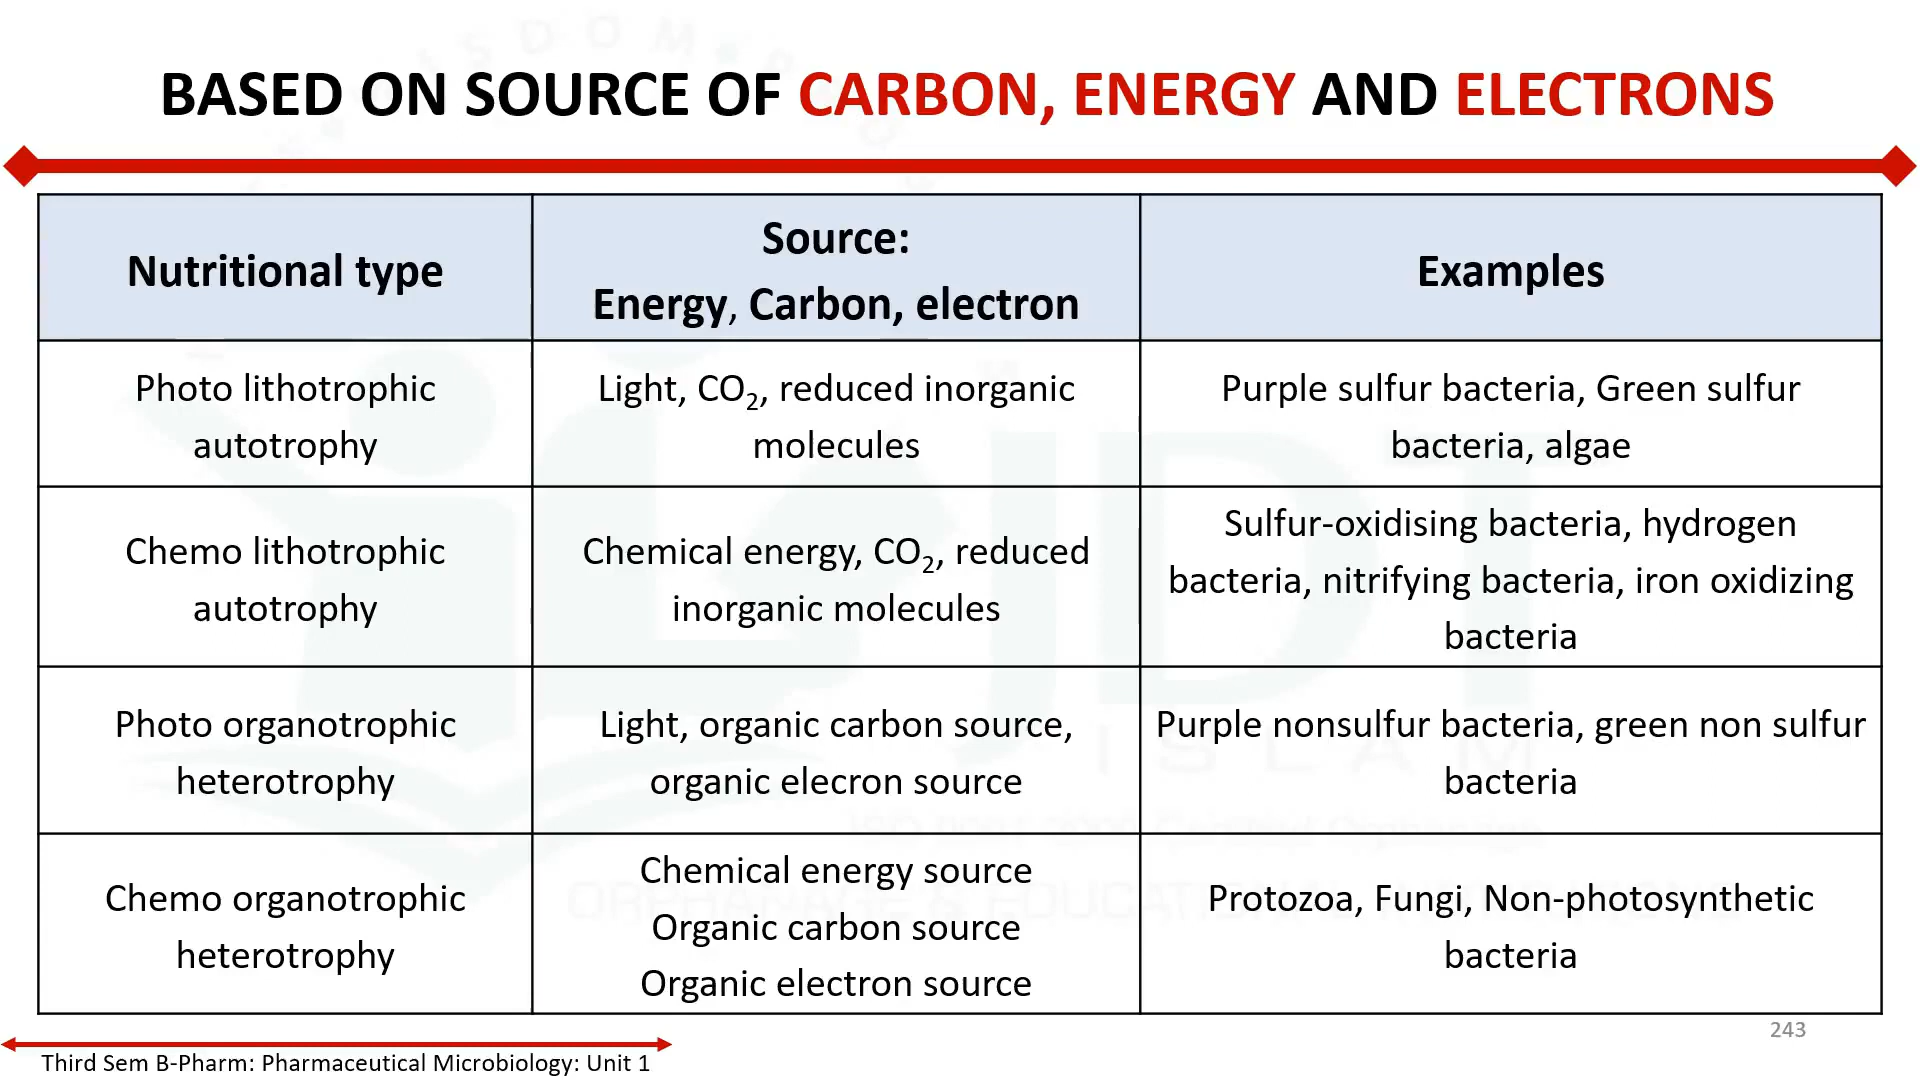 BASED ON SOURCE OF CARBON, ENERGY AND ELECTRONS
Nutritional type
Source:
Energy, Carbon, electron
Examples
Photo lithotrophic
autotrophy
Light, CO₂, reduced inorganic
molecules
Purple sulfur bacteria, Green sulfur
bacteria, algae
Chemo lithotrophic
autotrophy
Chemical energy, CO₂, reduced
inorganic molecules
Sulfur-oxidising bacteria, hydrogen
bacteria, nitrifying bacteria, iron oxidizing
bacteria
Photo organotrophic
heterotrophy
Light, organic carbon source,
organic elecron source
Purple nonsulfur bacteria, green non sulfur
bacteria
Chemo organotrophic
heterotrophy
Chemical energy source
Organic carbon source
Organic electron source
Protozoa, Fungi, Non-photosynthetic
bacteria
243
Third Sem B-Pharm: Pharmaceutical Microbiology: Unit 1
JDT
ISLAM
ORPHANAGE & EDUCATIONAL